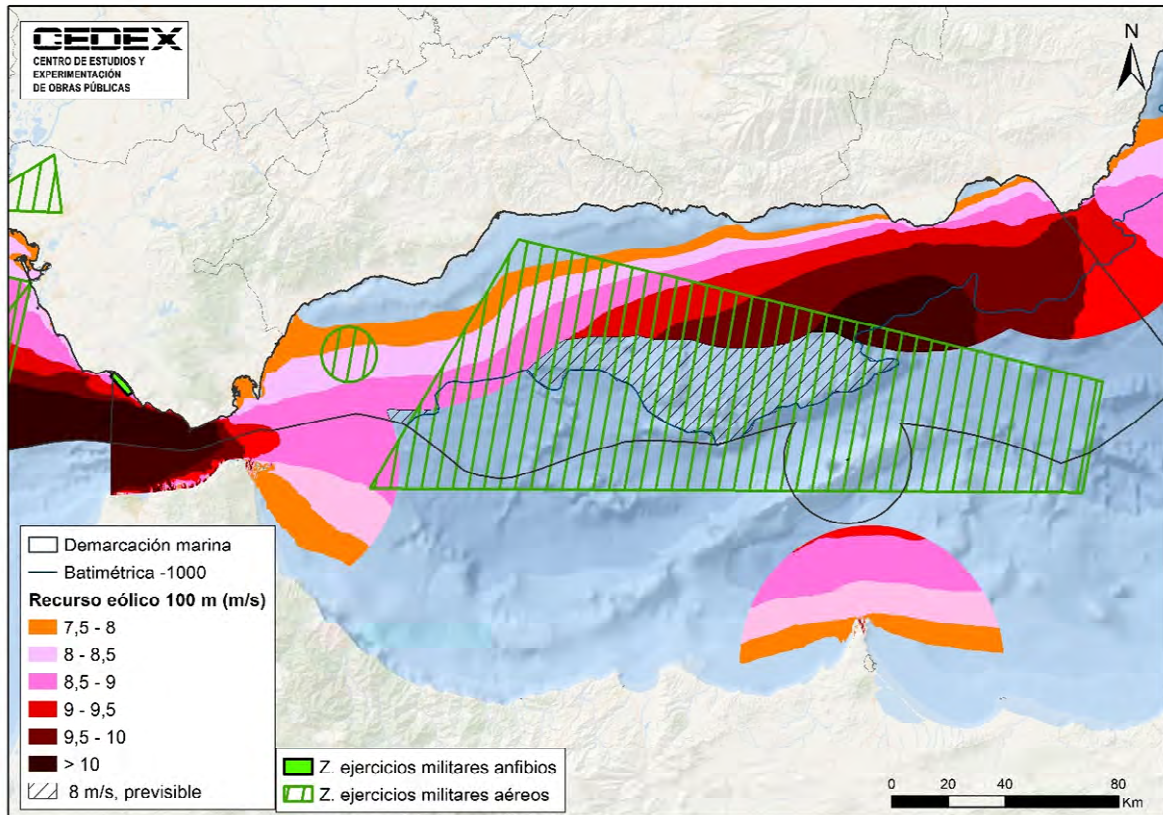 CEDEX
CENTRO DE ESTUDIOS Y
EXPERIMENTACIÓN
DE OBRAS PÚBLICAS
N
Demarcación marina
Batimétrica -1000
Recurso eólico 100 m (m/s)
7,5 - 8
8 - 8,5
8,5 - 9
9 - 9,5
9,5 - 10
> 10
8 m/s, previsible
Z. ejercicios militares anfibios
Z. ejercicios militares aéreos
0 20 40 80
Km